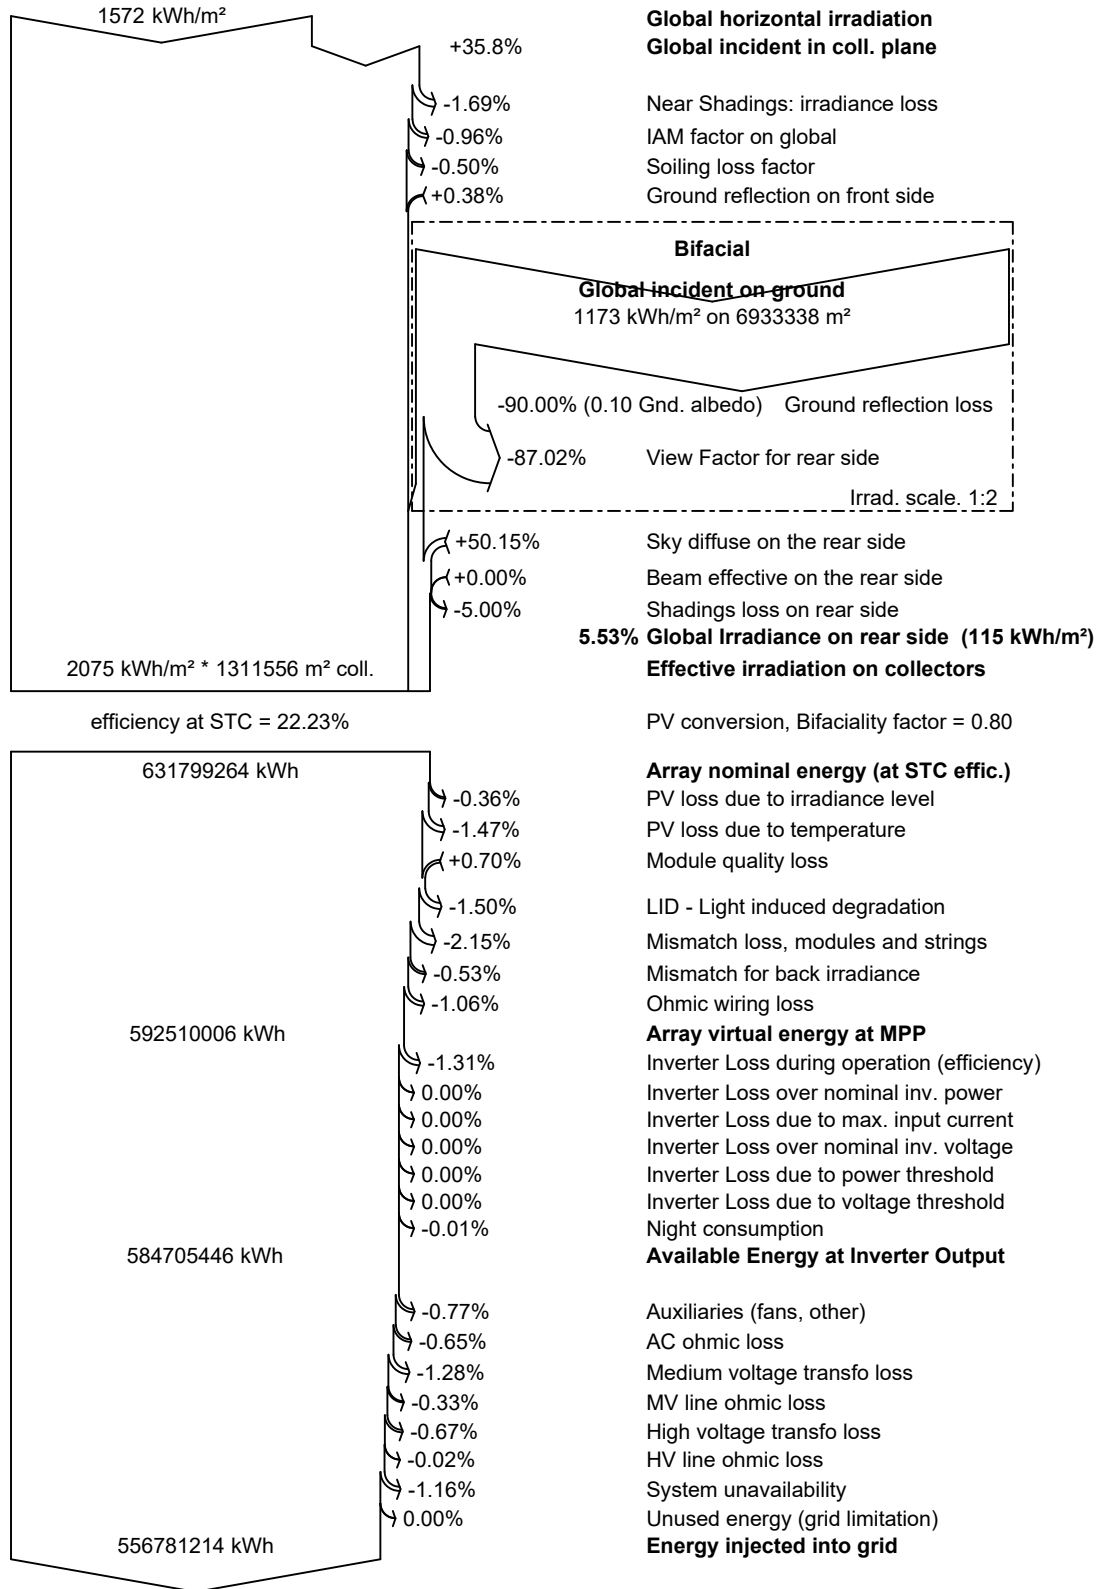 1572 kWh/m² Global horizontal irradiation
+35.8% Global incident in coll. plane
-1.69% Near Shadings: irradiance loss
-0.96% IAM factor on global
-0.50% Soiling loss factor
+0.38% Ground reflection on front side
Bifacial
Global incident on ground
1173 kWh/m² on 6933338 m²
-90.00% (0.10 Gnd. albedo) Ground reflection loss
-87.02% View Factor for rear side
Irrad. scale. 1:2
+50.15% Sky diffuse on the rear side
+0.00% Beam effective on the rear side
-5.00% Shadings loss on rear side
5.53% Global Irradiance on rear side (115 kWh/m²)
2075 kWh/m² * 1311556 m² coll. Effective irradiation on collectors
efficiency at STC = 22.23% PV conversion, Bifaciality factor = 0.80
631799264 kWh Array nominal energy (at STC effic.)
-0.36% PV loss due to irradiance level
-1.47% PV loss due to temperature
+0.70% Module quality loss
-1.50% LID - Light induced degradation
-2.15% Mismatch loss, modules and strings
-0.53% Mismatch for back irradiance
-1.06% Ohmic wiring loss
592510006 kWh Array virtual energy at MPP
-1.31% Inverter Loss during operation (efficiency)
0.00% Inverter Loss over nominal inv. power
0.00% Inverter Loss due to max. input current
0.00% Inverter Loss over nominal inv. voltage
0.00% Inverter Loss due to power threshold
0.00% Inverter Loss due to voltage threshold
-0.01% Night consumption
584705446 kWh Available Energy at Inverter Output
-0.77% Auxiliaries (fans, other)
-0.65% AC ohmic loss
-1.28% Medium voltage transfo loss
-0.33% MV line ohmic loss
-0.67% High voltage transfo loss
-0.02% HV line ohmic loss
-1.16% System unavailability
0.00% Unused energy (grid limitation)
556781214 kWh Energy injected into grid